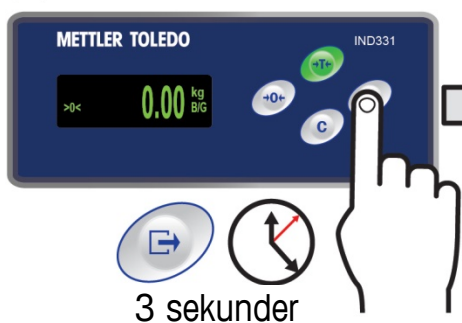 METTLER TOLEDO
IND331
>0<
0.00 kg
B/G
→T←
→0←
C
3 sekunder